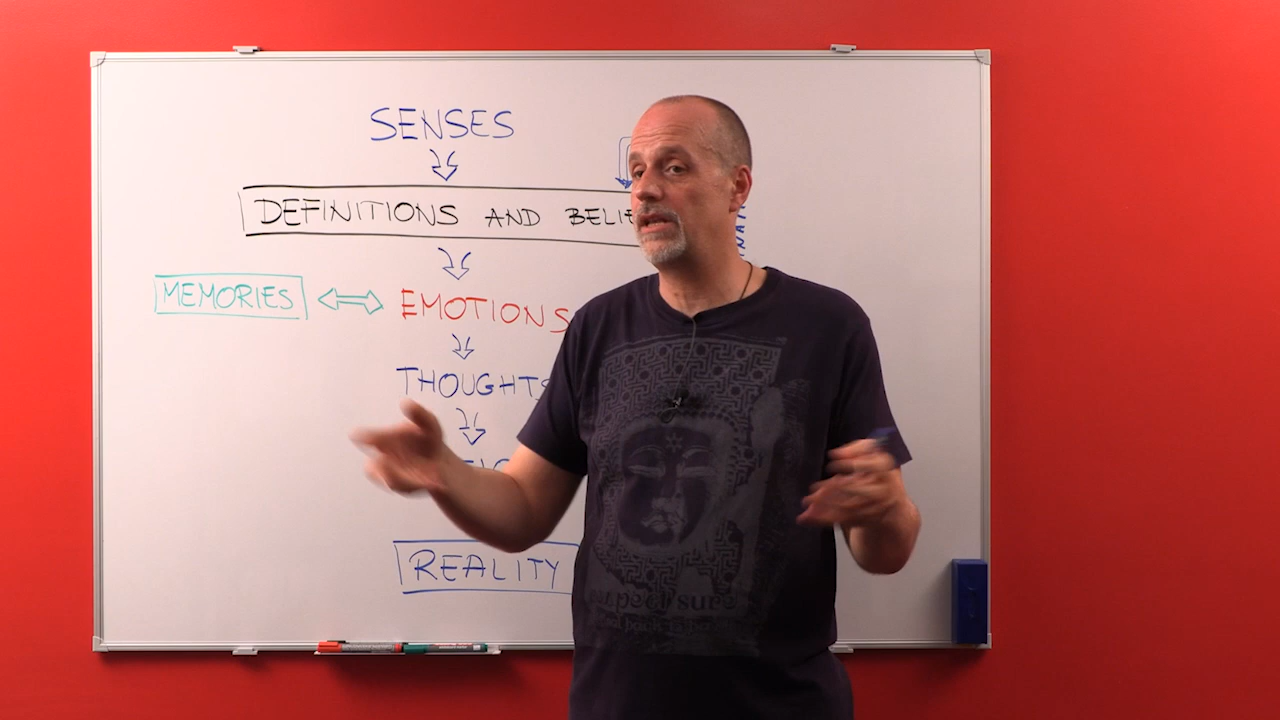 SENSES
DEFINITIONS AND BELIE
MEMORIES
EMOTIONS
THOUGHTS
REALITY